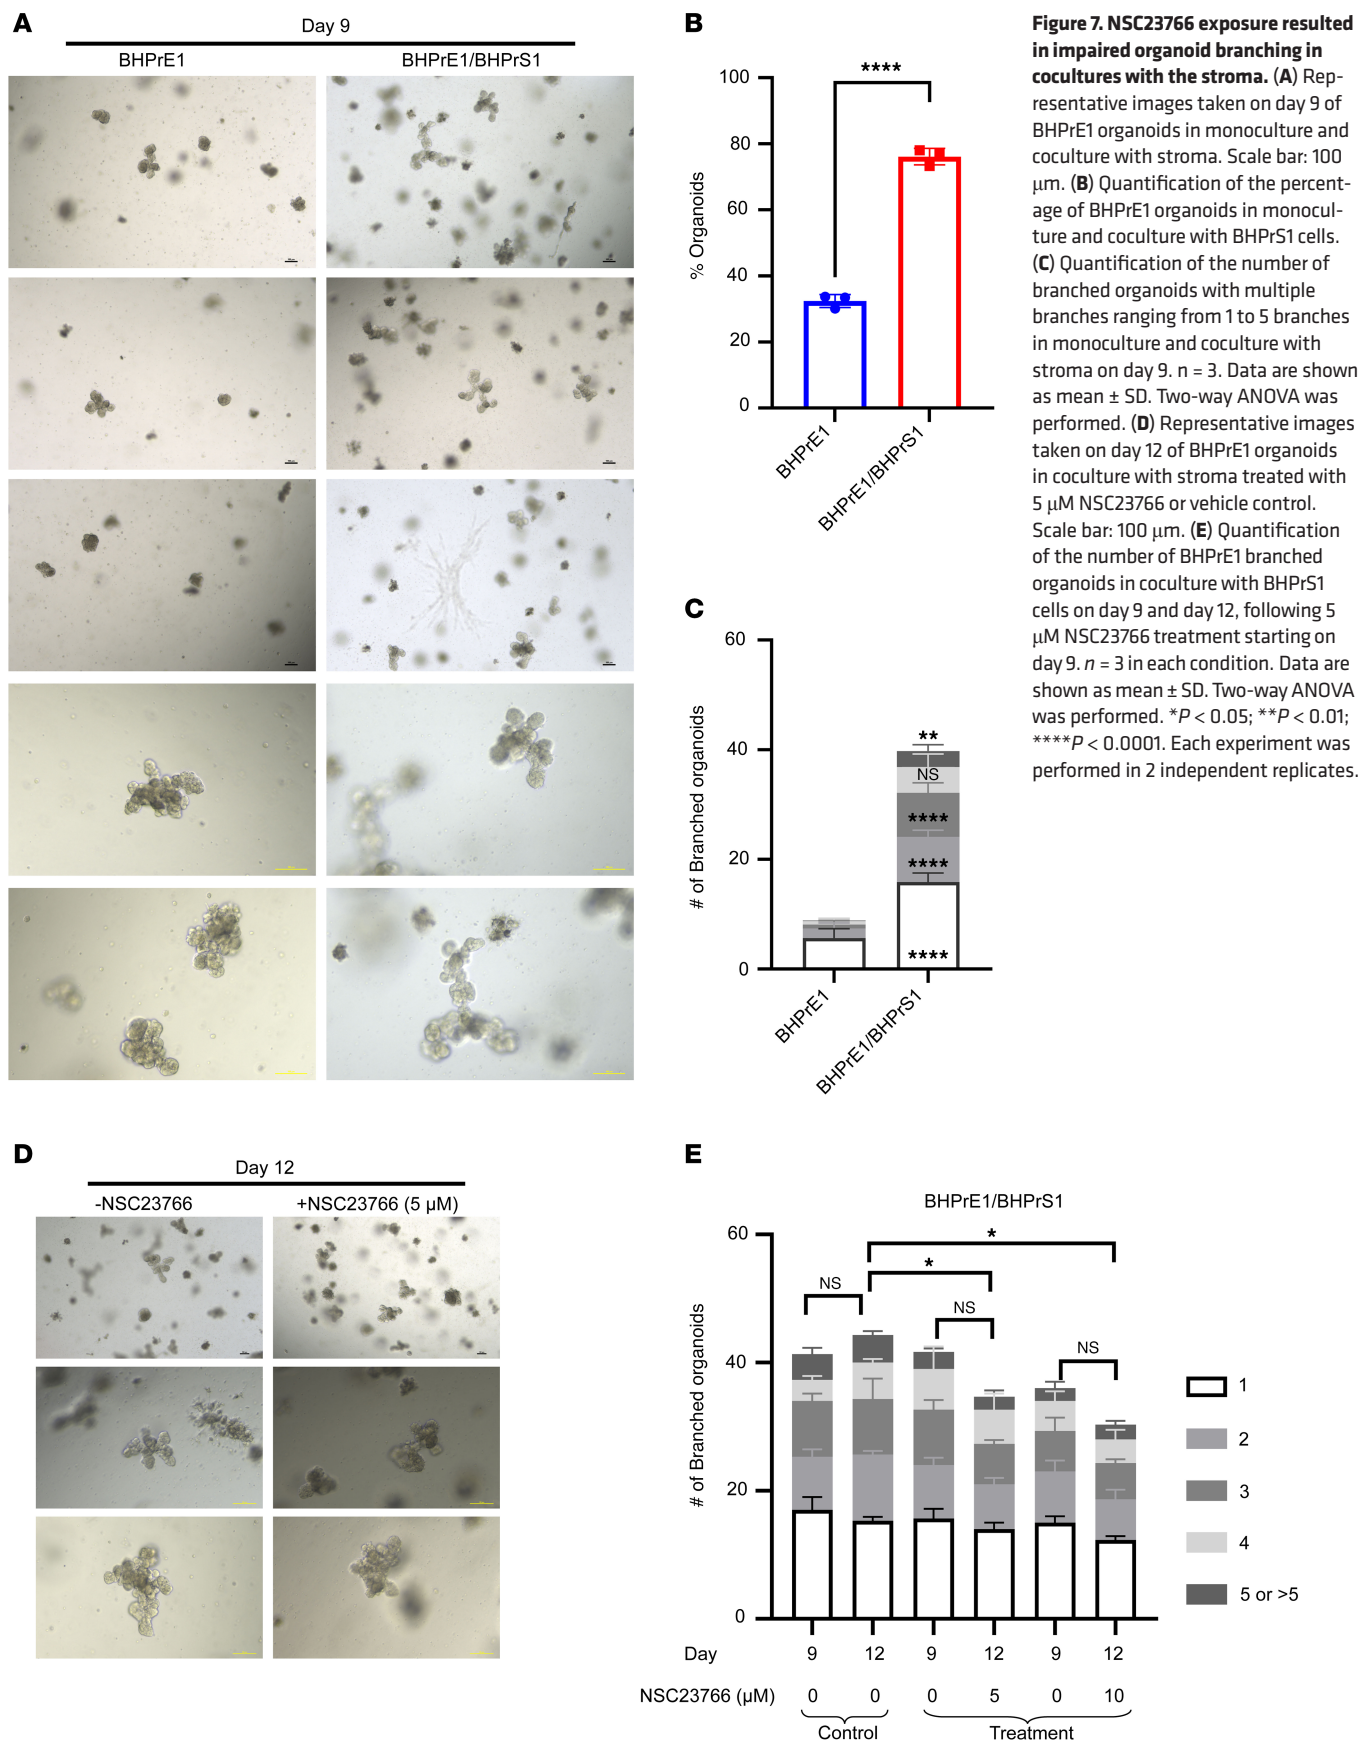 A
Day 9
BHPrE1
BHPrE1/BHPrS1
B
100
80
60
40
20
0
% Organoids
****
BHPrE1
BHPrE1/BHPrS1
Figure 7. NSC23766 exposure resulted
in impaired organoid branching in
cocultures with the stroma. (A) Rep-
resentative images taken on day 9 of
BHPrE1 organoids in monoculture and
coculture with stroma. Scale bar: 100
μm. (B) Quantification of the percent-
age of BHPrE1 organoids in monocul-
ture and coculture with BHPrS1 cells.
(C) Quantification of the number of
branched organoids with multiple
branches ranging from 1 to 5 branches
in monoculture and coculture with
stroma on day 9. n = 3. Data are shown
as mean ± SD. Two-way ANOVA was
performed. (D) Representative images
taken on day 12 of BHPrE1 organoids
in coculture with stroma treated with
5 μM NSC23766 or vehicle control.
Scale bar: 100 μm. (E) Quantification
of the number of BHPrE1 branched
organoids in coculture with BHPrS1
cells on day 9 and day 12, following 5
μM NSC23766 treatment starting on
day 9. n = 3 in each condition. Data are
shown as mean ± SD. Two-way ANOVA
was performed. *P < 0.05; **P < 0.01;
****P < 0.0001. Each experiment was
performed in 2 independent replicates.
C
60
40
20
0
# of Branched organoids
**
NS
****
****
****
BHPrE1
BHPrE1/BHPrS1
D
Day 12
-NSC23766
+NSC23766 (5 μM)
E
BHPrE1/BHPrS1
60
40
20
0
# of Branched organoids
*
*
NS
NS
NS
1
2
3
4
5 or >5
Day 9 12 9 12 9 12
NSC23766 (μM) 0 0 0 5 0 10
Control Treatment